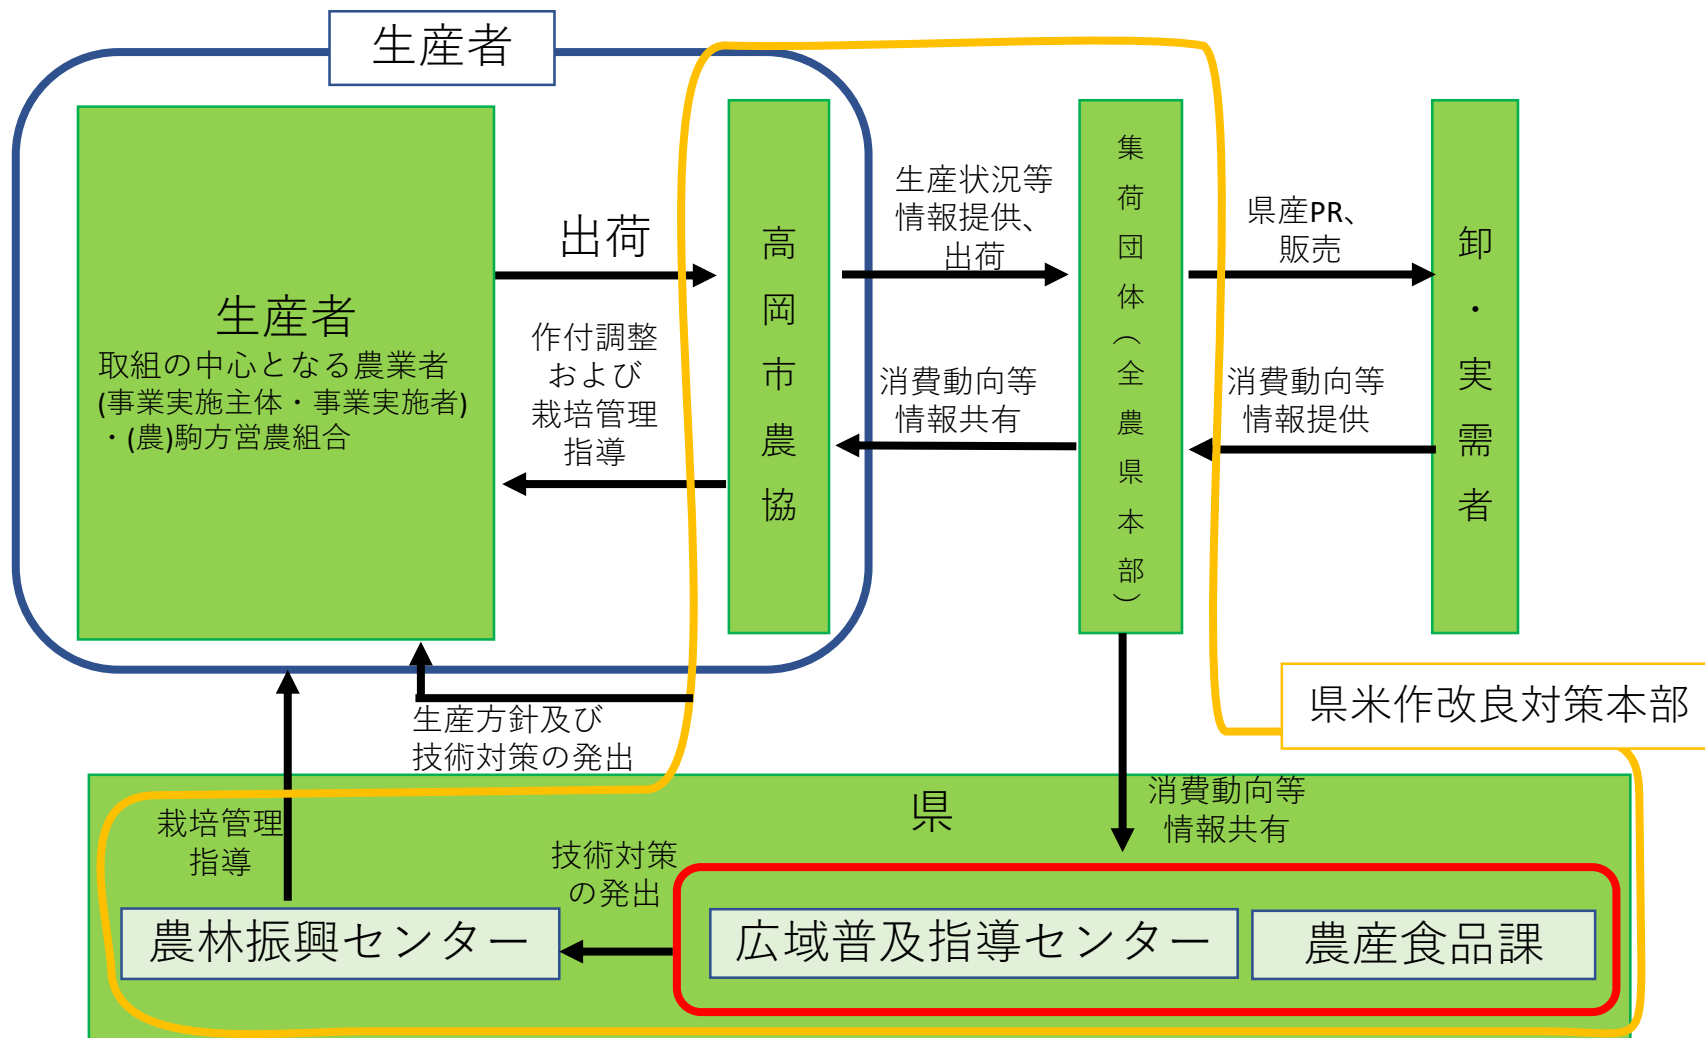 生産者
生産者
取組の中心となる農業者
(事業実施主体・事業実施者)
・(農)駒方営農組合
出荷
作付調整
および
栽培管理
指導
高岡市農協
生産状況等
情報提供、
出荷
消費動向等
情報共有
集荷団体(全農県本部)
県産PR、
販売
消費動向等
情報提供
卸・実需者
県米作改良対策本部
生産方針及び
技術対策の発出
県
消費動向等
情報共有
栽培管理
指導
技術対策
の発出
農林振興センター
広域普及指導センター
農産食品課